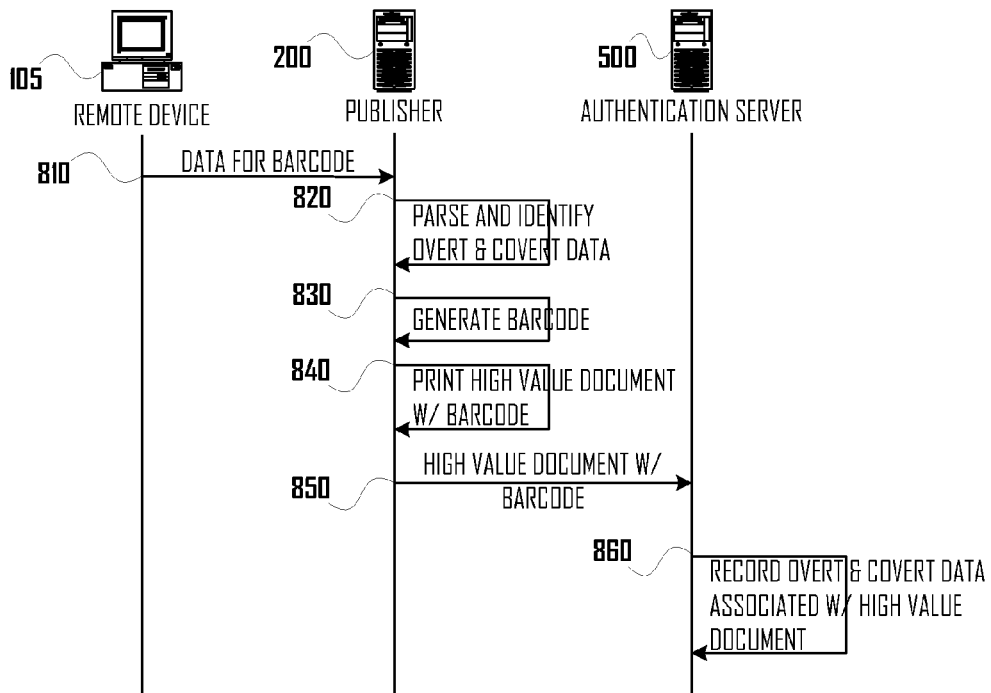 105
REMOTE DEVICE
200
PUBLISHER
500
AUTHENTICATION SERVER
810
DATA FOR BARCODE
820
PARSE AND IDENTIFY
OVERT & COVERT DATA
830
GENERATE BARCODE
840
PRINT HIGH VALUE DOCUMENT
W/ BARCODE
850
HIGH VALUE DOCUMENT W/
BARCODE
860
RECORD OVERT & COVERT DATA
ASSOCIATED W/ HIGH VALUE
DOCUMENT